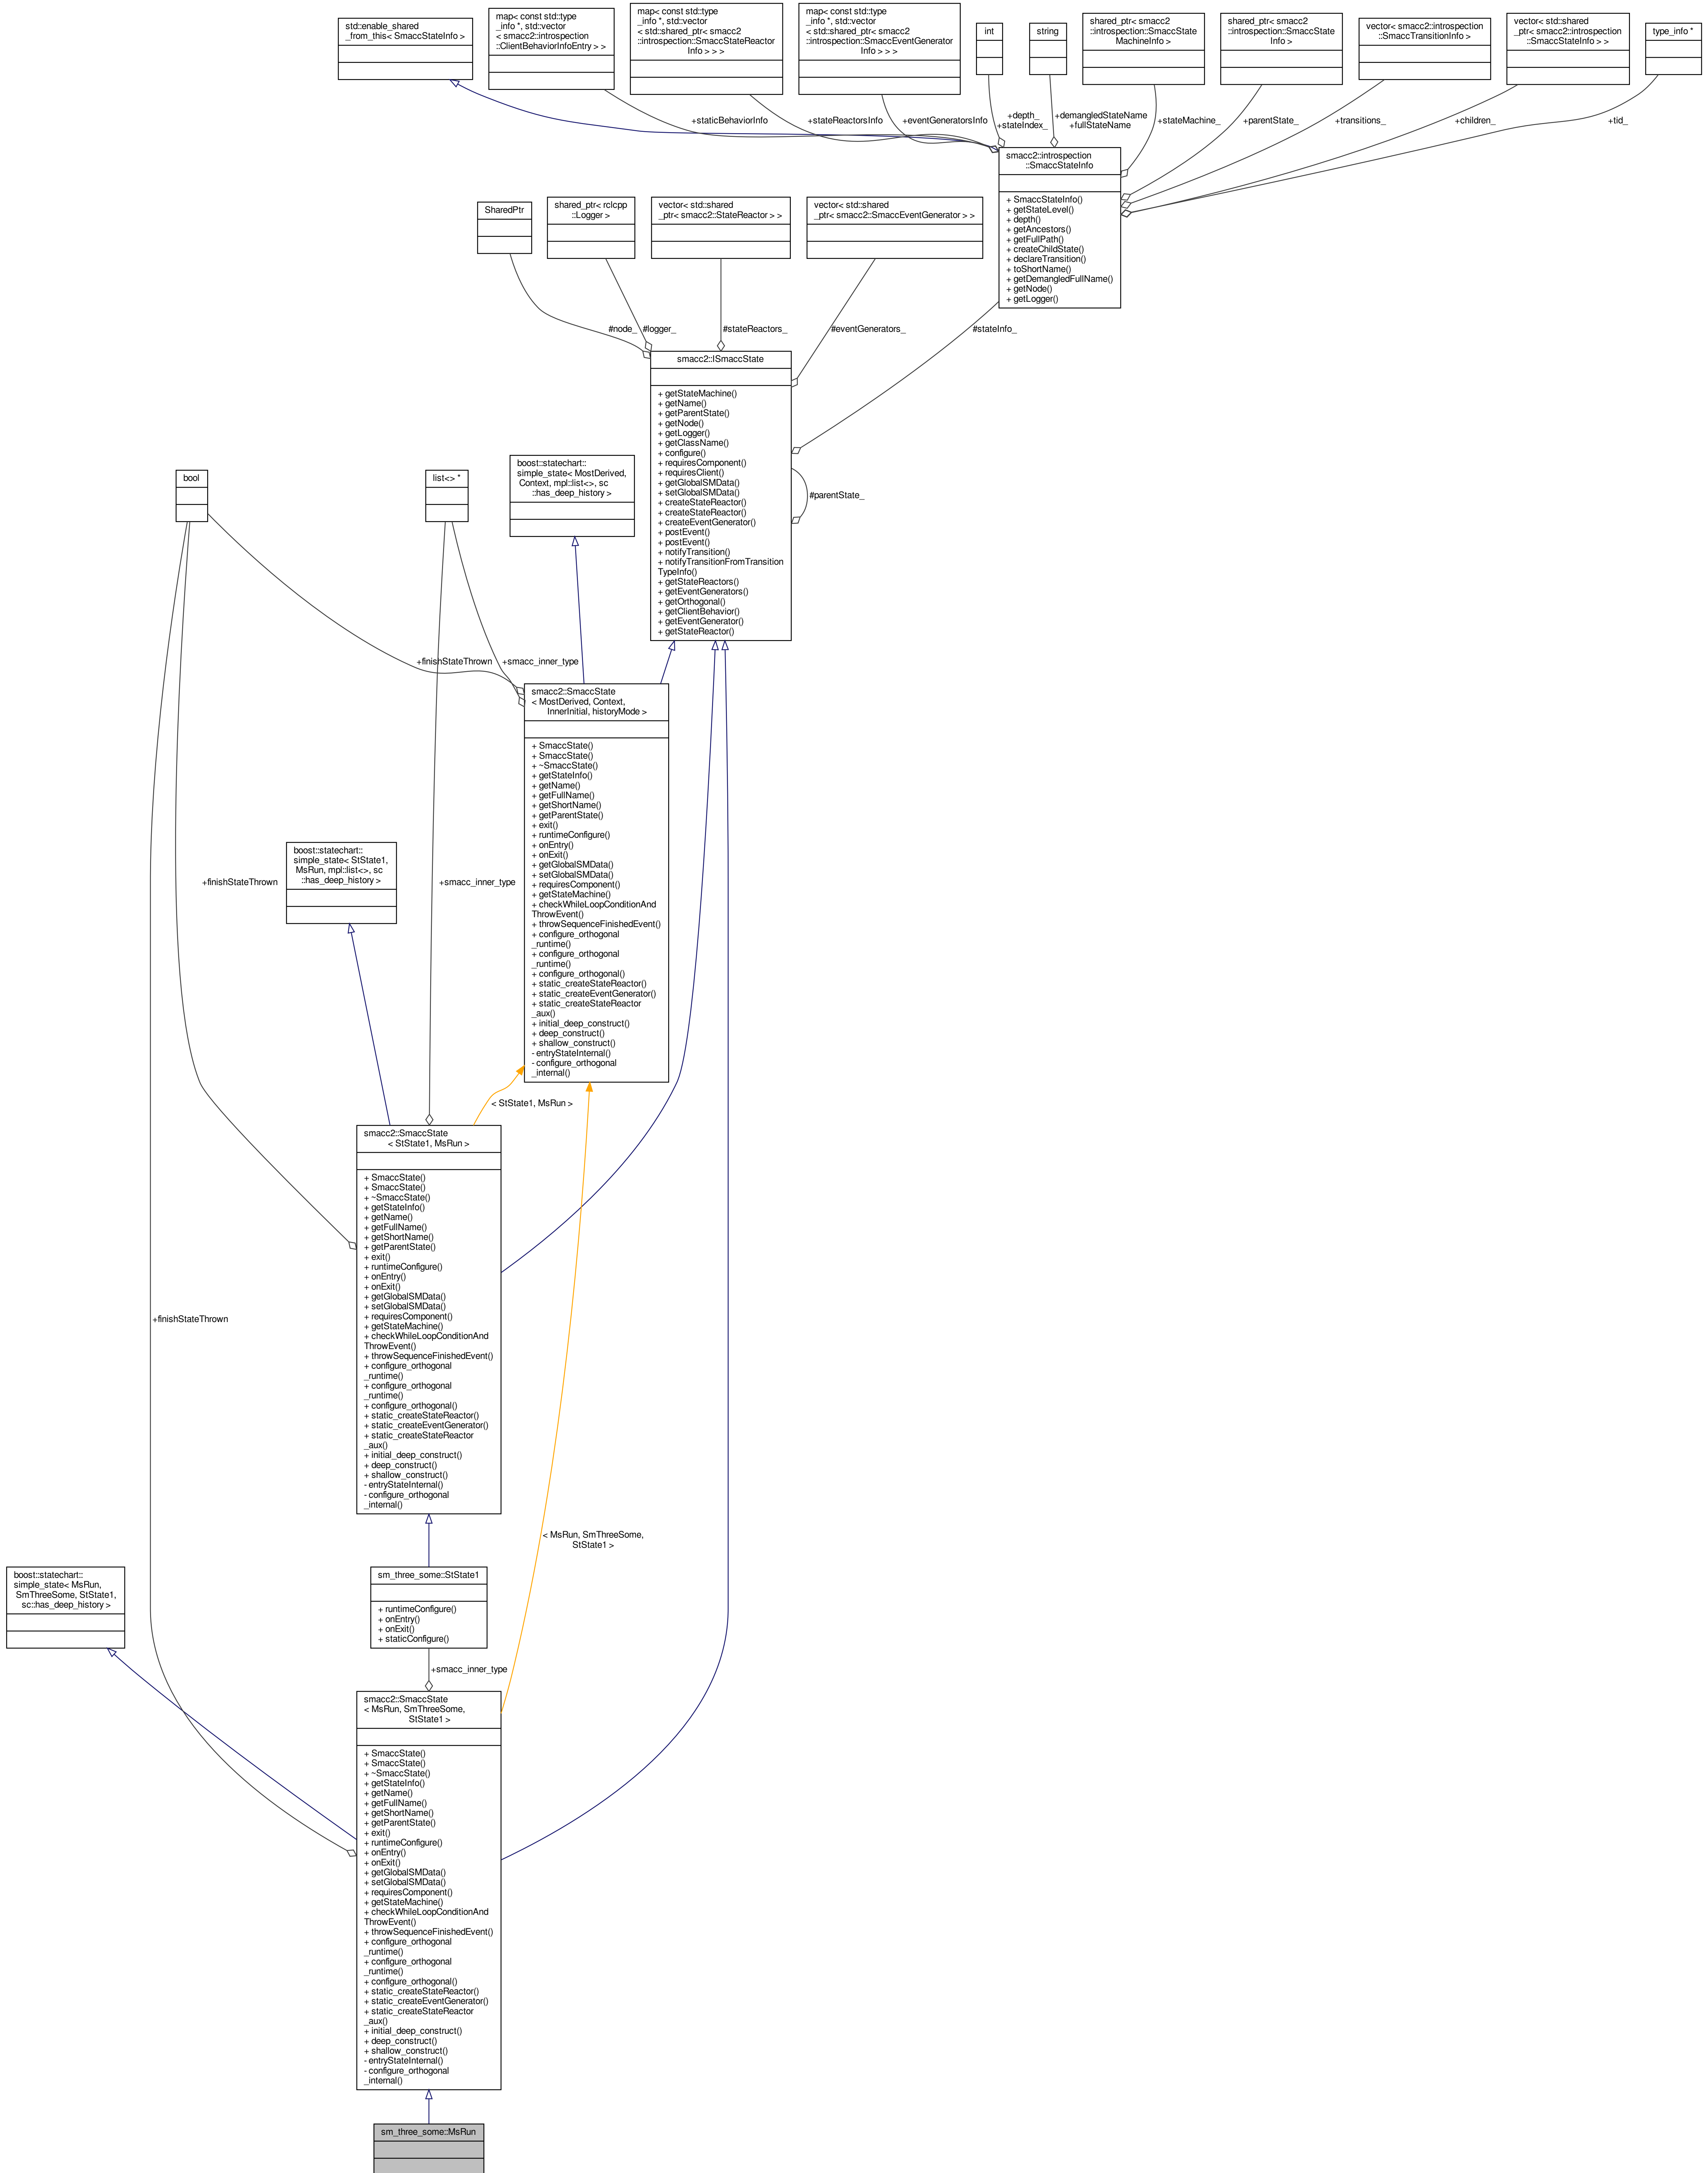 std::enable_shared
_from_this< SmaccStateInfo >
map< const std::type
_info *, std::vector
< smacc2::introspection
::ClientBehaviorInfoEntry > >
map< const std::type
_info *, std::vector
< std::shared_ptr< smacc2
::introspection::SmaccStateReactor
Info > > >
map< const std::type
_info *, std::vector
< std::shared_ptr< smacc2
::introspection::SmaccEventGenerator
Info > > >
int
string
shared_ptr< smacc2
::introspection::SmaccState
MachineInfo >
shared_ptr< smacc2
::introspection::SmaccState
Info >
vector< smacc2::introspection
::SmaccTransitionInfo >
vector< std::shared
_ptr< smacc2::introspection
::SmaccStateInfo > >
type_info *
+staticBehaviorInfo
+stateReactorsInfo
+eventGeneratorsInfo
+depth_
+stateIndex_
+demangledStateName
+fullStateName
+stateMachine_
+parentState_
+transitions_
+children_
+tid_
smacc2::introspection
::SmaccStateInfo
+ SmaccStateInfo()
+ getStateLevel()
+ depth()
+ getAncestors()
+ getFullPath()
+ createChildState()
+ declareTransition()
+ toShortName()
+ getDemangledFullName()
+ getNode()
+ getLogger()
SharedPtr
shared_ptr< rclcpp
::Logger >
vector< std::shared
_ptr< smacc2::StateReactor > >
vector< std::shared
_ptr< smacc2::SmaccEventGenerator > >
#node_
#logger_
#stateReactors_
#eventGenerators_
#stateInfo_
smacc2::ISmaccState
+ getStateMachine()
+ getName()
+ getParentState()
+ getNode()
+ getLogger()
+ getClassName()
+ configure()
+ requiresComponent()
+ requiresClient()
+ getGlobalSMData()
+ setGlobalSMData()
+ createStateReactor()
+ createStateReactor()
+ createEventGenerator()
+ postEvent()
+ postEvent()
+ notifyTransition()
+ notifyTransitionFromTransition
TypeInfo()
+ getStateReactors()
+ getEventGenerators()
+ getOrthogonal()
+ getClientBehavior()
+ getEventGenerator()
+ getStateReactor()
#parentState_
bool
list<> *
boost::statechart::
simple_state< MostDerived,
Context, mpl::list<>, sc
::has_deep_history >
+finishStateThrown
+smacc_inner_type
smacc2::SmaccState
< MostDerived, Context,
InnerInitial, historyMode >
+ SmaccState()
+ SmaccState()
+ ~SmaccState()
+ getStateInfo()
+ getName()
+ getFullName()
+ getShortName()
+ getParentState()
+ exit()
+ runtimeConfigure()
+ onEntry()
+ onExit()
+ getGlobalSMData()
+ setGlobalSMData()
+ requiresComponent()
+ getStateMachine()
+ checkWhileLoopConditionAnd
ThrowEvent()
+ throwSequenceFinishedEvent()
+ configure_orthogonal
_runtime()
+ configure_orthogonal
_runtime()
+ configure_orthogonal()
+ static_createStateReactor()
+ static_createEventGenerator()
+ static_createStateReactor
_aux()
+ initial_deep_construct()
+ deep_construct()
+ shallow_construct()
- entryStateInternal()
- configure_orthogonal
_internal()
boost::statechart::
simple_state< StState1,
MsRun, mpl::list<>, sc
::has_deep_history >
+finishStateThrown
+smacc_inner_type
< StState1, MsRun >
smacc2::SmaccState
< StState1, MsRun >
+ SmaccState()
+ SmaccState()
+ ~SmaccState()
+ getStateInfo()
+ getName()
+ getFullName()
+ getShortName()
+ getParentState()
+ exit()
+ runtimeConfigure()
+ onEntry()
+ onExit()
+ getGlobalSMData()
+ setGlobalSMData()
+ requiresComponent()
+ getStateMachine()
+ checkWhileLoopConditionAnd
ThrowEvent()
+ throwSequenceFinishedEvent()
+ configure_orthogonal
_runtime()
+ configure_orthogonal
_runtime()
+ configure_orthogonal()
+ static_createStateReactor()
+ static_createEventGenerator()
+ static_createStateReactor
_aux()
+ initial_deep_construct()
+ deep_construct()
+ shallow_construct()
- entryStateInternal()
- configure_orthogonal
_internal()
+finishStateThrown
< MsRun, SmThreeSome,
StState1 >
boost::statechart::
simple_state< MsRun,
SmThreeSome, StState1,
sc::has_deep_history >
sm_three_some::StState1
+ runtimeConfigure()
+ onEntry()
+ onExit()
+ staticConfigure()
+smacc_inner_type
smacc2::SmaccState
< MsRun, SmThreeSome,
StState1 >
+ SmaccState()
+ SmaccState()
+ ~SmaccState()
+ getStateInfo()
+ getName()
+ getFullName()
+ getShortName()
+ getParentState()
+ exit()
+ runtimeConfigure()
+ onEntry()
+ onExit()
+ getGlobalSMData()
+ setGlobalSMData()
+ requiresComponent()
+ getStateMachine()
+ checkWhileLoopConditionAnd
ThrowEvent()
+ throwSequenceFinishedEvent()
+ configure_orthogonal
_runtime()
+ configure_orthogonal
_runtime()
+ configure_orthogonal()
+ static_createStateReactor()
+ static_createEventGenerator()
+ static_createStateReactor
_aux()
+ initial_deep_construct()
+ deep_construct()
+ shallow_construct()
- entryStateInternal()
- configure_orthogonal
_internal()
sm_three_some::MsRun